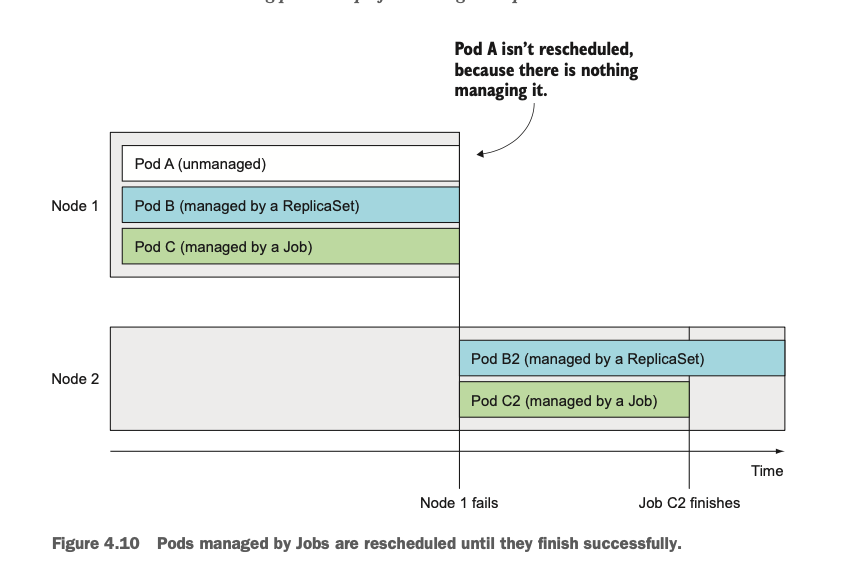 Pod A isn't rescheduled,
because there is nothing
managing it.
Node 1
Pod A (unmanaged)
Pod B (managed by a ReplicaSet)
Pod C (managed by a Job)
Node 2
Pod B2 (managed by a ReplicaSet)
Pod C2 (managed by a Job)
Time
Node 1 fails
Job C2 finishes
Figure 4.10 Pods managed by Jobs are rescheduled until they finish successfully.